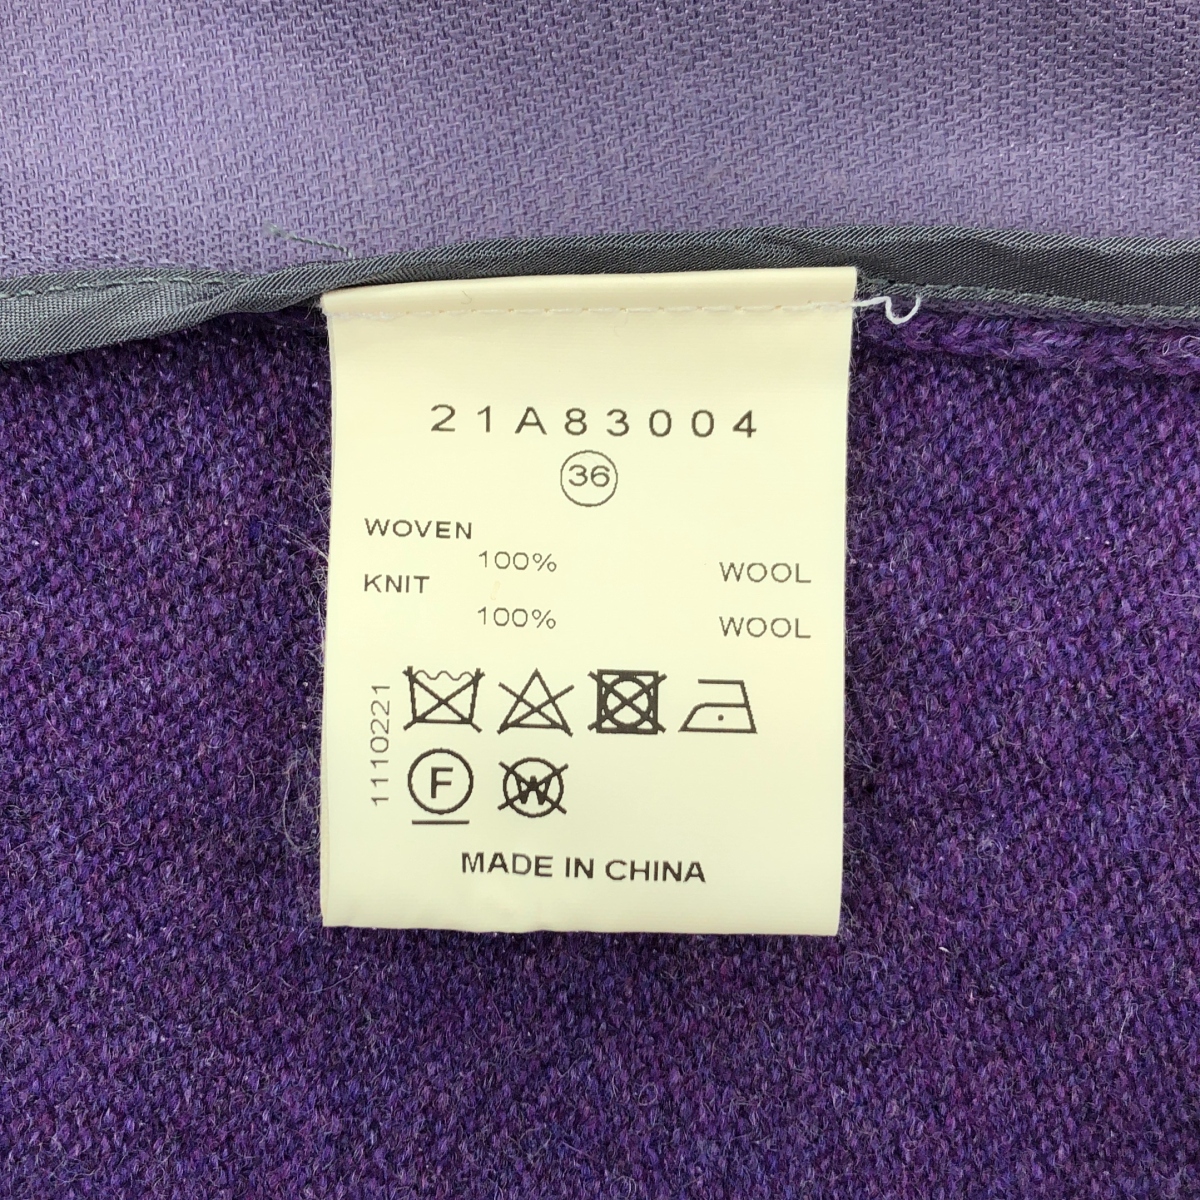 21A83004
36
WOVEN
100% WOOL
KNIT
100% WOOL
1110221
F
W
MADE IN CHINA